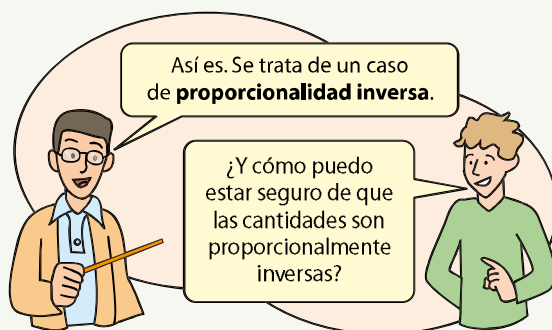 Así es. Se trata de un caso
de proporcionalidad inversa.
¿Y cómo puedo
estar seguro de que
las cantidades son
proporcionalmente
inversas?